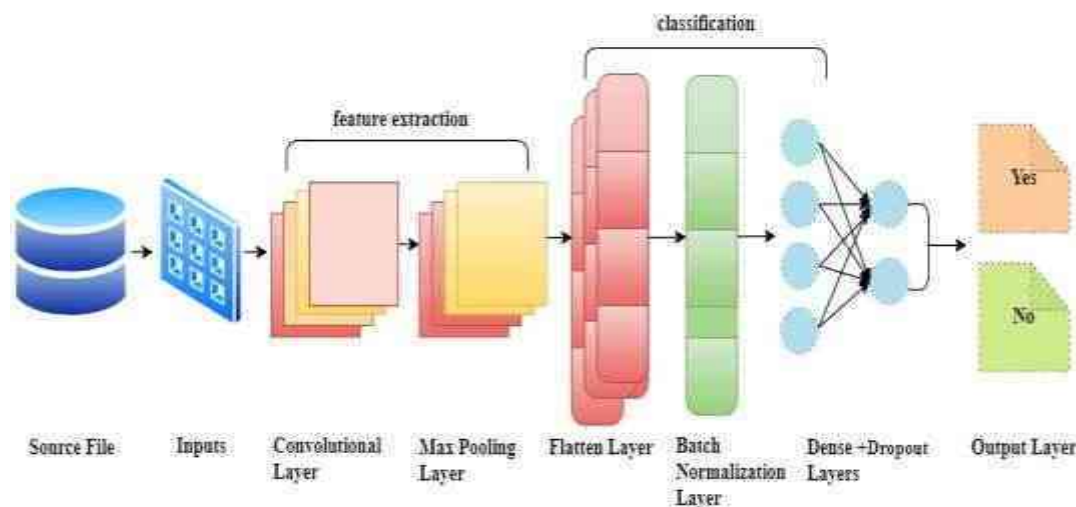 classification
feature extraction
Yes
No
Source File
Inputs
Convolutional
Layer
Max Pooling
Layer
Flatten Layer
Batch
Normalization
Layer
Dense +Dropout
Layers
Output Layer